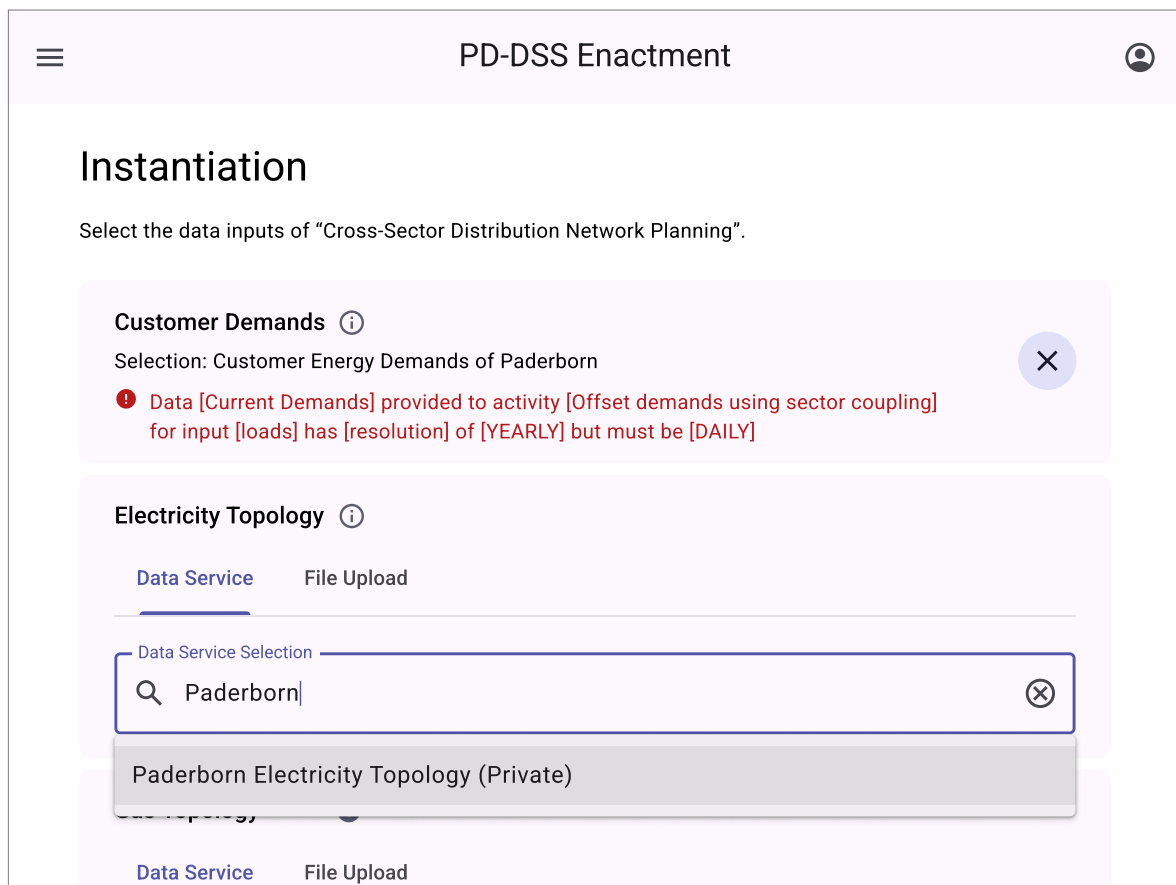 PD-DSS Enactment
Instantiation
Select the data inputs of “Cross-Sector Distribution Network Planning”.
Customer Demands
Selection: Customer Energy Demands of Paderborn
Data [Current Demands] provided to activity [Offset demands using sector coupling]
for input [loads] has [resolution] of [YEARLY] but must be [DAILY]
Electricity Topology
Data Service File Upload
Data Service Selection
Paderborn
Paderborn Electricity Topology (Private)
Topology
Data Service File Upload